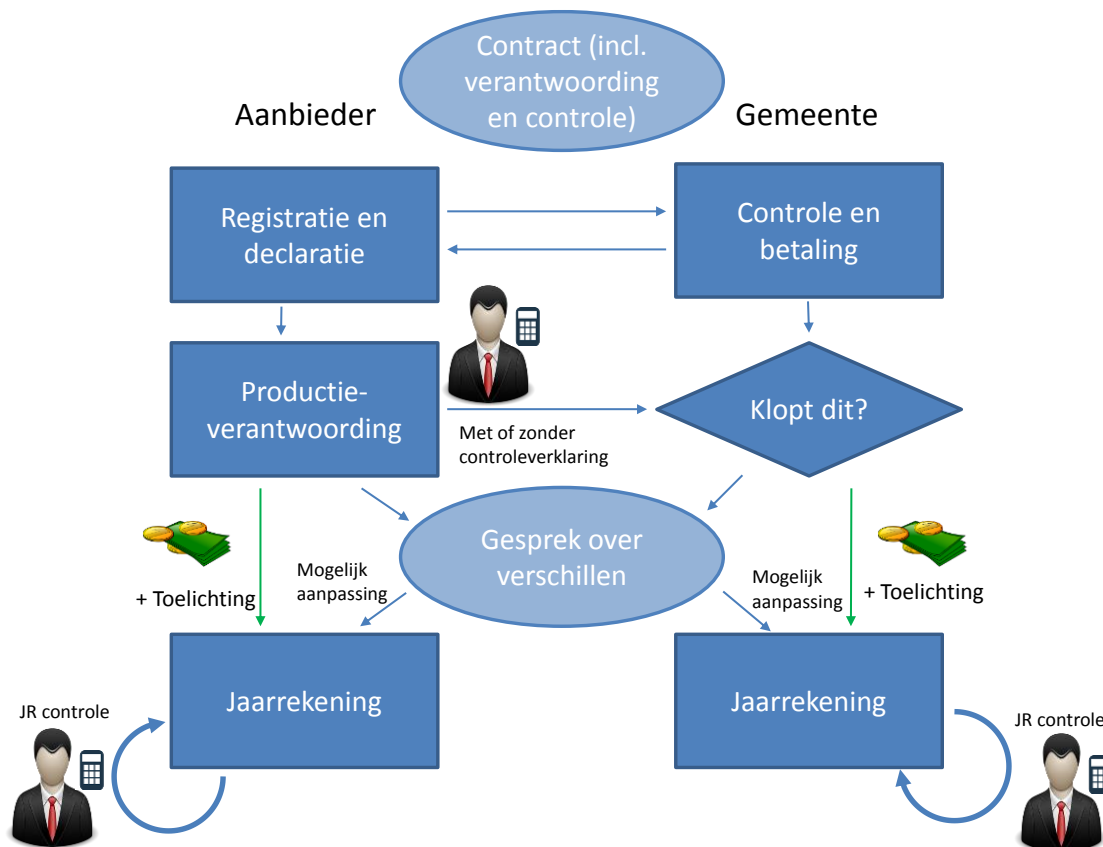 Contract (incl.
verantwoording
en controle)
Aanbieder
Gemeente
Registratie en
declaratie
Controle en
betaling
Productie-
verantwoording
Klopt dit?
Met of zonder
controleverklaring
Gesprek over
verschillen
+ Toelichting
Mogelijk
aanpassing
Mogelijk
aanpassing
+ Toelichting
Jaarrekening
Jaarrekening
JR controle
JR controle